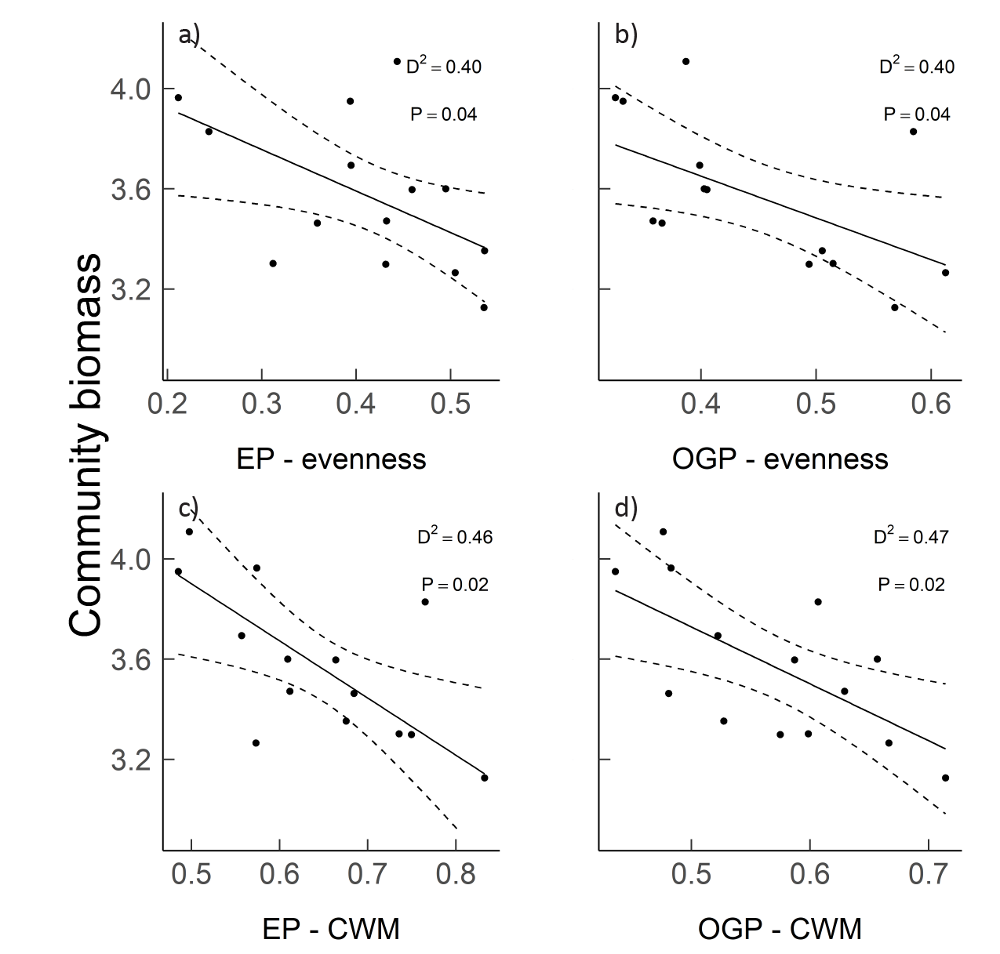 Community biomass
a)
D² = 0.40
P = 0.04
4.0
3.6
3.2
0.2 0.3 0.4 0.5
EP - evenness
b)
D² = 0.40
P = 0.04
0.4 0.5 0.6
OGP - evenness
c)
D² = 0.46
P = 0.02
4.0
3.6
3.2
0.5 0.6 0.7 0.8
EP - CWM
d)
D² = 0.47
P = 0.02
0.5 0.6 0.7
OGP - CWM